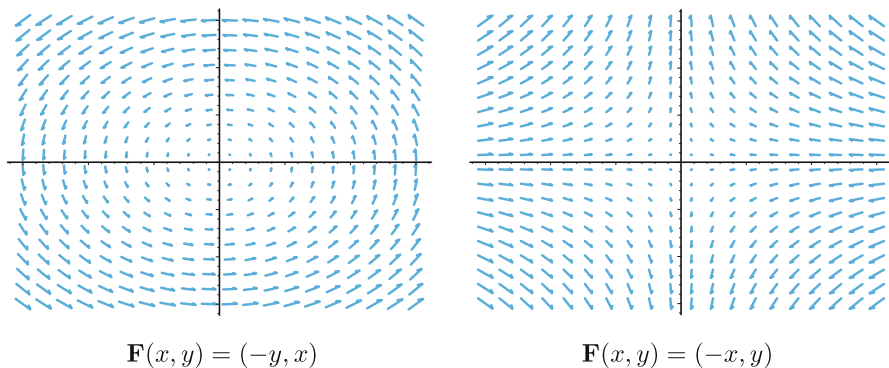 F(x, y) = (−y, x)
F(x, y) = (−x, y)